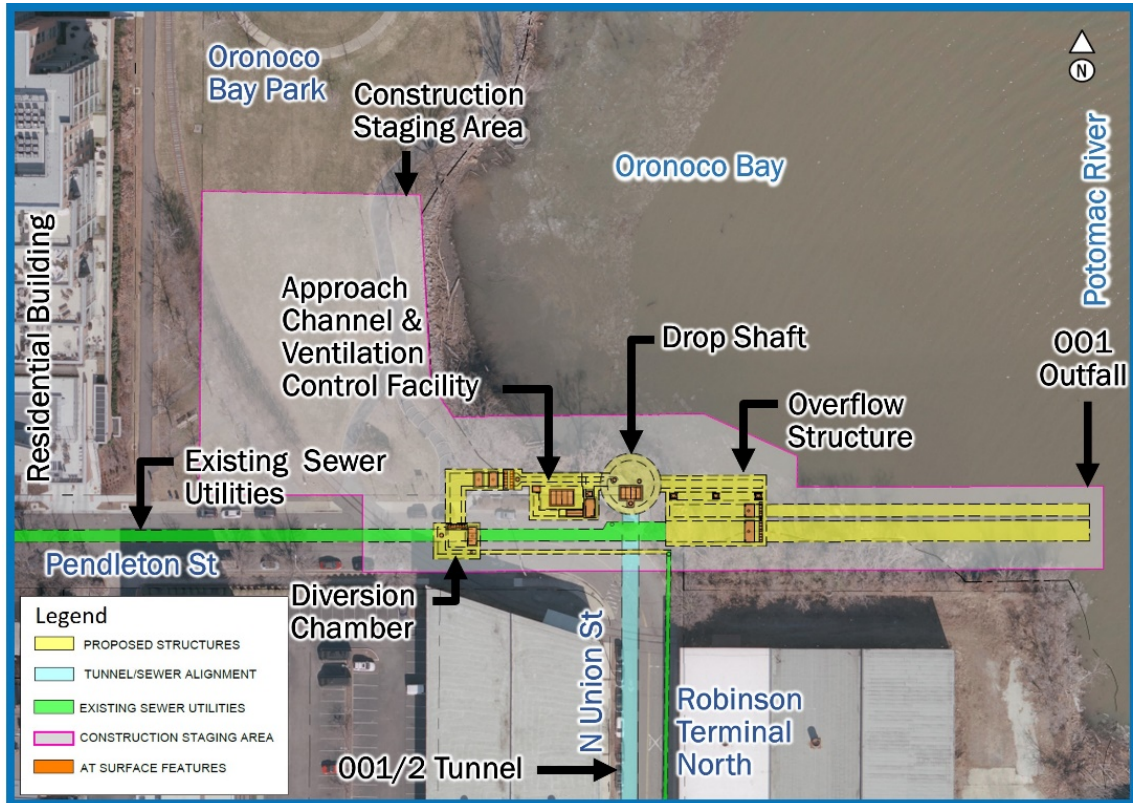 Oronoco
Bay Park
Construction
Staging Area
N
Oronoco Bay
Potomac River
Residential Building
Approach
Channel &
Ventilation
Control Facility
Drop Shaft
001
Outfall
Overflow
Structure
Existing Sewer
Utilities
Pendleton St
Diversion
Chamber
N Union St
Robinson
Terminal
North
001/2 Tunnel
Legend
PROPOSED STRUCTURES
TUNNEL/SEWER ALIGNMENT
EXISTING SEWER UTILITIES
CONSTRUCTION STAGING AREA
AT SURFACE FEATURES